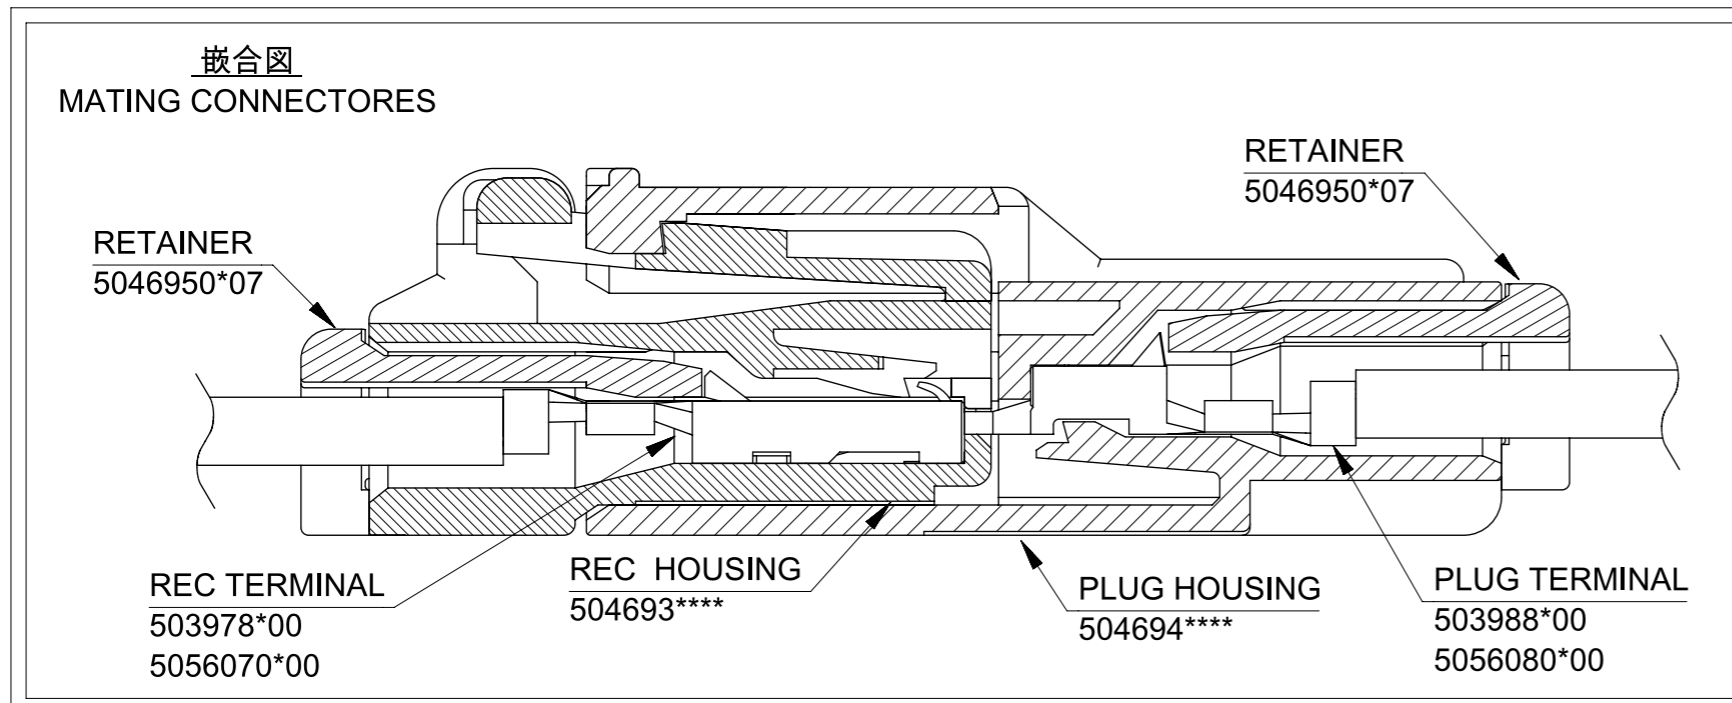 嵌合図
MATING CONNECTORES
RETAINER
5046950*07
RETAINER
5046950*07
REC TERMINAL
503978*00
5056070*00
REC HOUSING
504693****
PLUG HOUSING
504694****
PLUG TERMINAL
503988*00
5056080*00